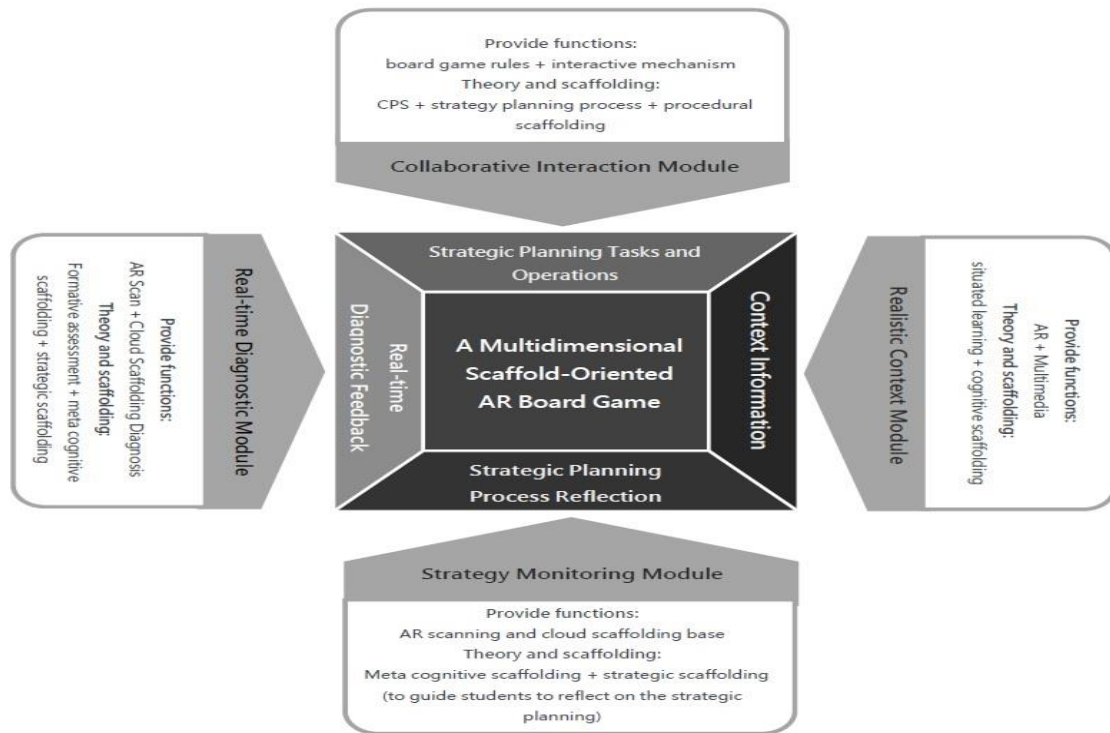 Provide functions:
board game rules + interactive mechanism
Theory and scaffolding:
CPS + strategy planning process + procedural
scaffolding
Collaborative Interaction Module
Provide functions:
AR Scan + Cloud Scaffolding Diagnosis
Theory and scaffolding:
Formative assessment + meta cognitive
scaffolding + strategic scaffolding
Real-time Diagnostic Module
Strategic Planning Tasks and
Operations
Real-time
Diagnostic Feedback
A Multidimensional
Scaffold-Oriented
AR Board Game
Context Information
Strategic Planning
Process Reflection
Realistic Context Module
Provide functions:
AR + Multimedia
Theory and scaffolding:
situated learning + cognitive scaffolding
Strategy Monitoring Module
Provide functions:
AR scanning and cloud scaffolding base
Theory and scaffolding:
Meta cognitive scaffolding + strategic scaffolding
(to guide students to reflect on the strategic
planning)